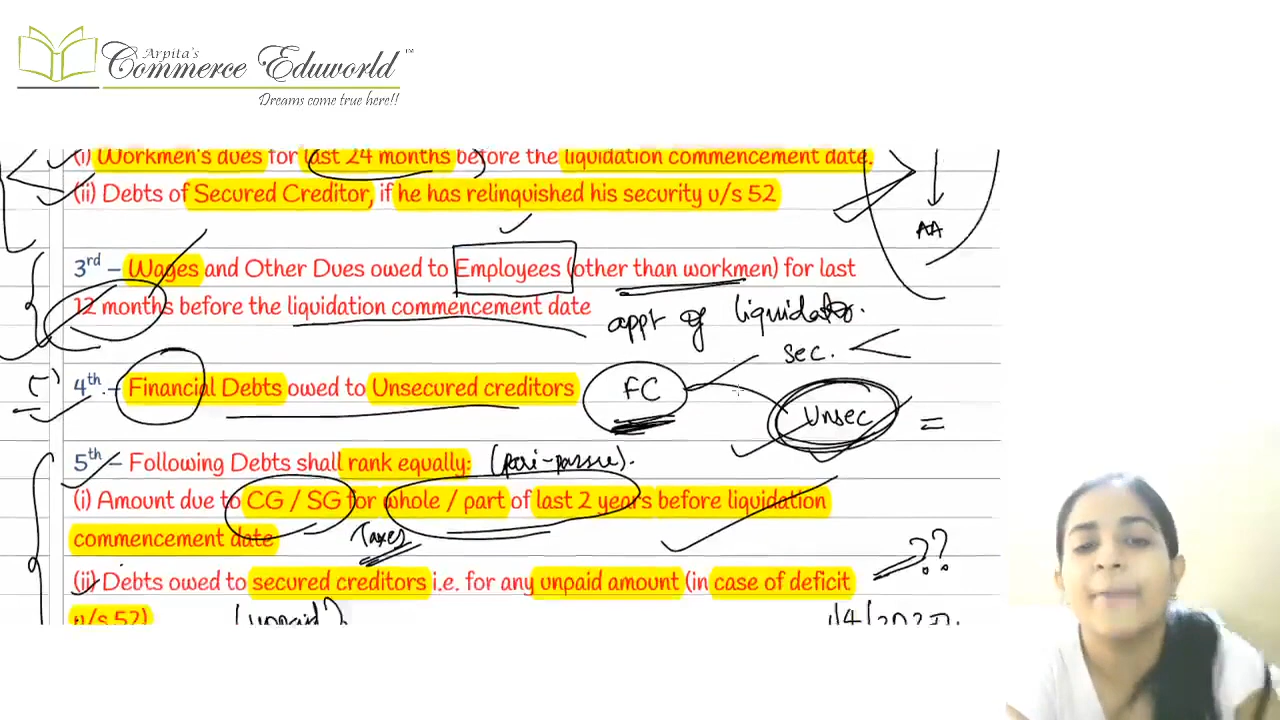 Arpita's
Commerce Eduworld™
Dreams come true here!!
(i) Workmen's dues for last 24 months before the liquidation commencement date.
(ii) Debts of Secured Creditor, if he has relinquished his security u/s 52
AA
3rd – Wages and Other Dues owed to Employees (other than workmen) for last
12 months before the liquidation commencement date
appt of liquidator.
sec.
4th – Financial Debts owed to Unsecured creditors
FC
Unsec =
5th – Following Debts shall rank equally: (pari-passu).
(i) Amount due to CG / SG for whole / part of last 2 years before liquidation
commencement date
Taxes
??
(ii) Debts owed to secured creditors i.e. for any unpaid amount (in case of deficit
u/s 52)
(unpaid)